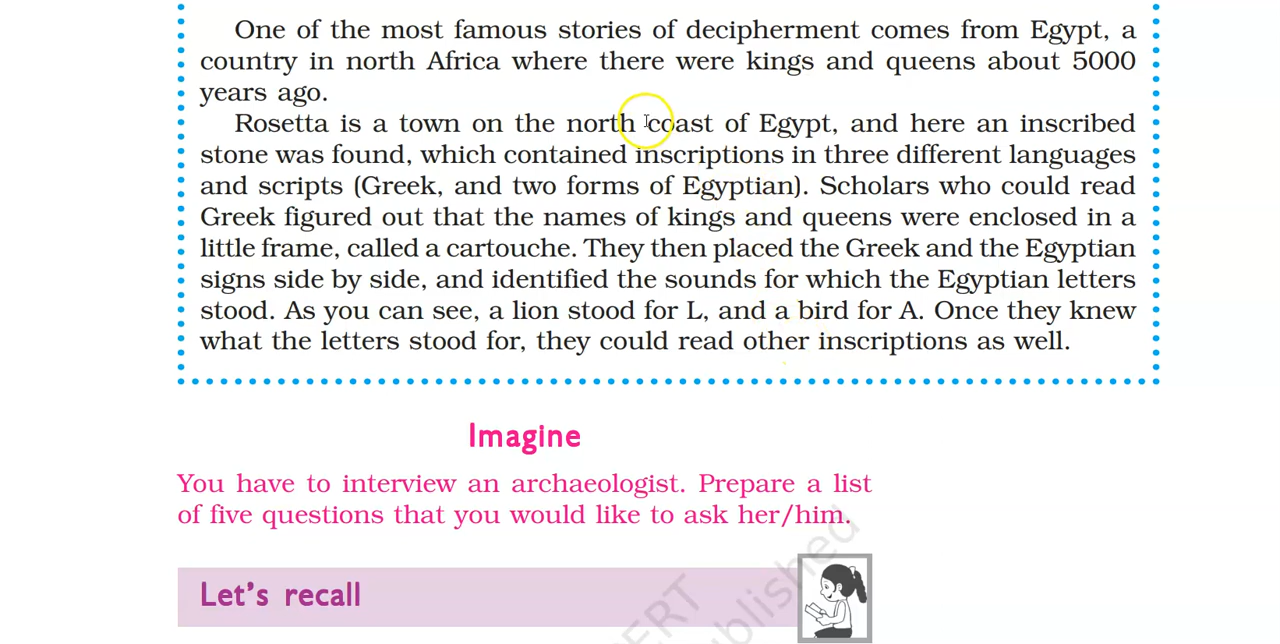 One of the most famous stories of decipherment comes from Egypt, a
country in north Africa where there were kings and queens about 5000
years ago.
Rosetta is a town on the north coast of Egypt, and here an inscribed
stone was found, which contained inscriptions in three different languages
and scripts (Greek, and two forms of Egyptian). Scholars who could read
Greek figured out that the names of kings and queens were enclosed in a
little frame, called a cartouche. They then placed the Greek and the Egyptian
signs side by side, and identified the sounds for which the Egyptian letters
stood. As you can see, a lion stood for L, and a bird for A. Once they knew
what the letters stood for, they could read other inscriptions as well.
Imagine
You have to interview an archaeologist. Prepare a list
of five questions that you would like to ask her/him.
Let's recall